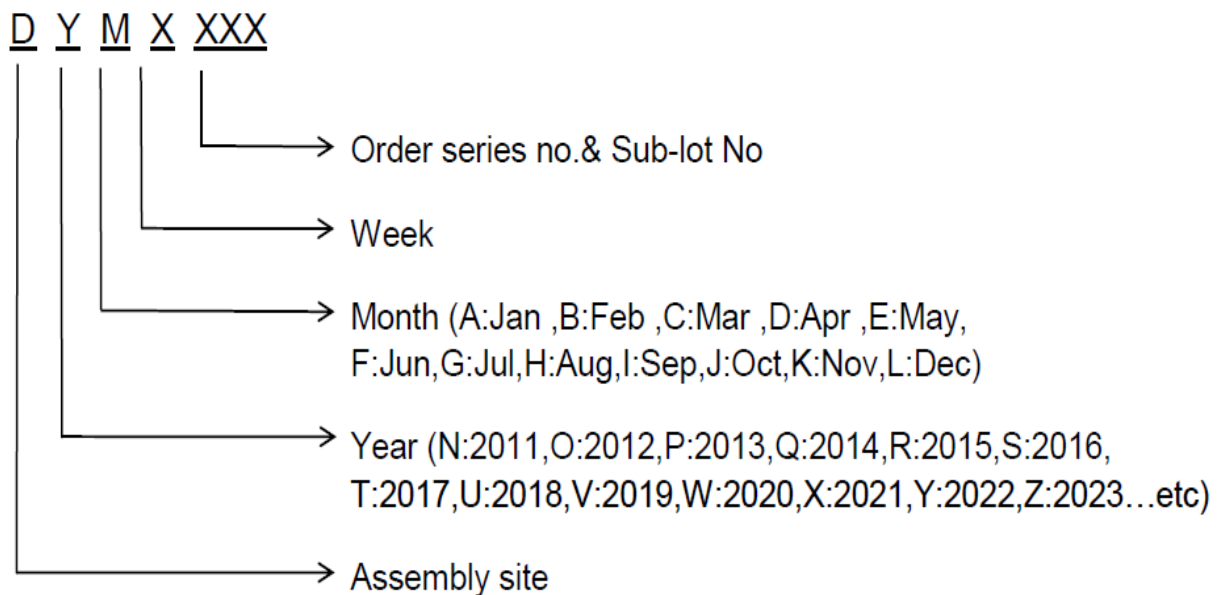 D Y M X XXX
Order series no.& Sub-lot No
Week
Month (A:Jan ,B:Feb ,C:Mar ,D:Apr ,E:May,
F:Jun,G:Jul,H:Aug,I:Sep,J:Oct,K:Nov,L:Dec)
Year (N:2011,O:2012,P:2013,Q:2014,R:2015,S:2016,
T:2017,U:2018,V:2019,W:2020,X:2021,Y:2022,Z:2023…etc)
Assembly site